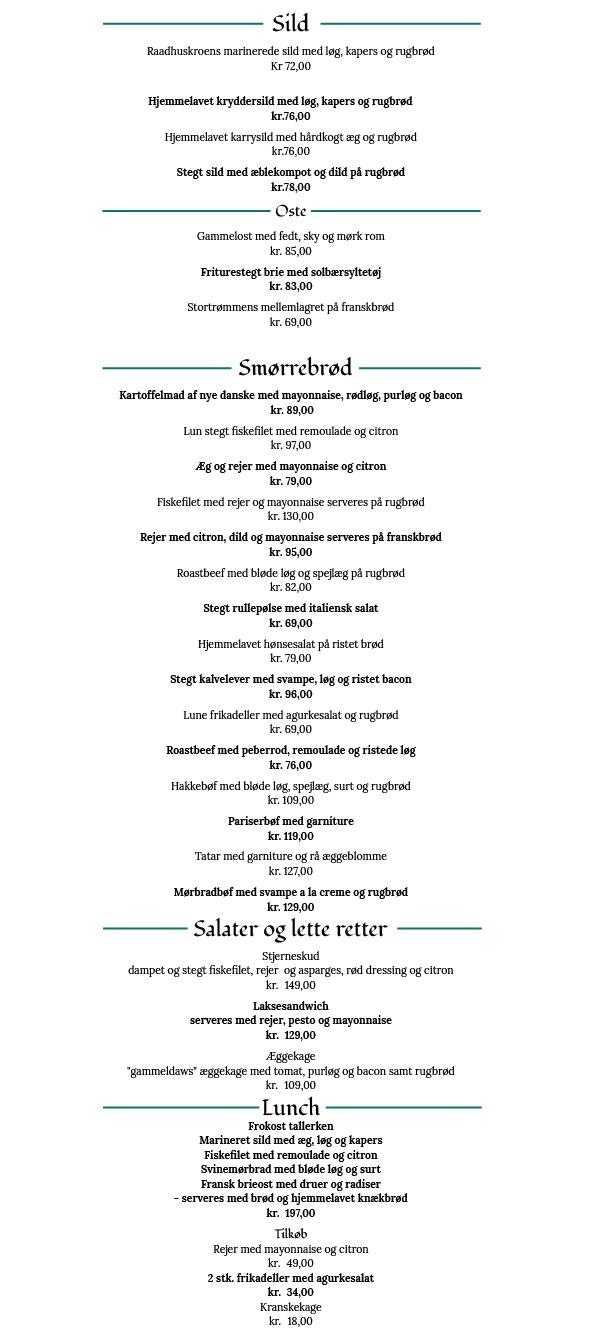 Sild
Raadhuskroens marinerede sild med løg, kapers og rugbrød
Kr 72,00
Hjemmelavet kryddersild med løg, kapers og rugbrød
kr.76,00
Hjemmelavet karrysild med hårdkogt æg og rugbrød
kr.76,00
Stegt sild med æblekompot og dild på rugbrød
kr.78,00
Oste
Gammelost med fedt, sky og mørk rom
kr. 85,00
Friturestegt brie med solbærsyltetøj
kr. 83,00
Stortrømmens mellemlagret på franskbrød
kr. 69,00
Smørrebrød
Kartoffelmad af nye danske med mayonnaise, rødløg, purløg og bacon
kr. 89,00
Lun stegt fiskefilet med remoulade og citron
kr. 97,00
Æg og rejer med mayonnaise og citron
kr. 79,00
Fiskefilet med rejer og mayonnaise serveres på rugbrød
kr. 130,00
Rejer med citron, dild og mayonnaise serveres på franskbrød
kr. 95,00
Roastbeef med bløde løg og spejlæg på rugbrød
kr. 82,00
Stegt rullepølse med italiensk salat
kr. 69,00
Hjemmelavet hønsesalat på ristet brød
kr. 79,00
Stegt kalvelever med svampe, løg og ristet bacon
kr. 96,00
Lune frikadeller med agurkesalat og rugbrød
kr. 69,00
Roastbeef med peberrod, remoulade og ristede løg
kr. 76,00
Hakkebøf med bløde løg, spejlæg, surt og rugbrød
kr. 109,00
Pariserbøf med garniture
kr. 119,00
Tatar med garniture og rå æggeblomme
kr. 127,00
Mørbradbøf med svampe a la creme og rugbrød
kr. 129,00
Salater og lette retter
Stjerneskud
dampet og stegt fiskefilet, rejer  og asparges, rød dressing og citron
kr.  149,00
Laksesandwich
serveres med rejer, pesto og mayonnaise
kr.  129,00
Æggekage
"gammeldaws" æggekage med tomat, purløg og bacon samt rugbrød
kr.  109,00
Lunch
Frokost tallerken
Marineret sild med æg, løg og kapers
Fiskefilet med remoulade og citron
Svinemørbrad med bløde løg og surt
Fransk brieost med druer og radiser
- serveres med brød og hjemmelavet knækbrød
kr.  197,00
Tilkøb
Rejer med mayonnaise og citron
kr.  49,00
2 stk. frikadeller med agurkesalat
kr.  34,00
Kranskekage
kr.  18,00